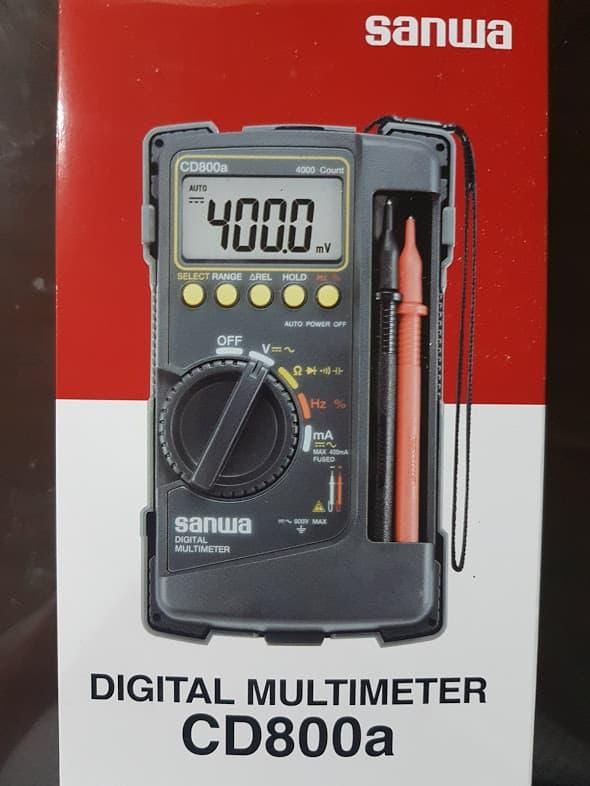 sanwa
CD800a 4000 Count
AUTO
400.0 mV
SELECT RANGE ΔREL HOLD Hz %
AUTO POWER OFF
OFF
V
Ω
Hz %
mA
MAX 400mA
FUSED
600V MAX
sanwa
DIGITAL
MULTIMETER
DIGITAL MULTIMETER
CD800a